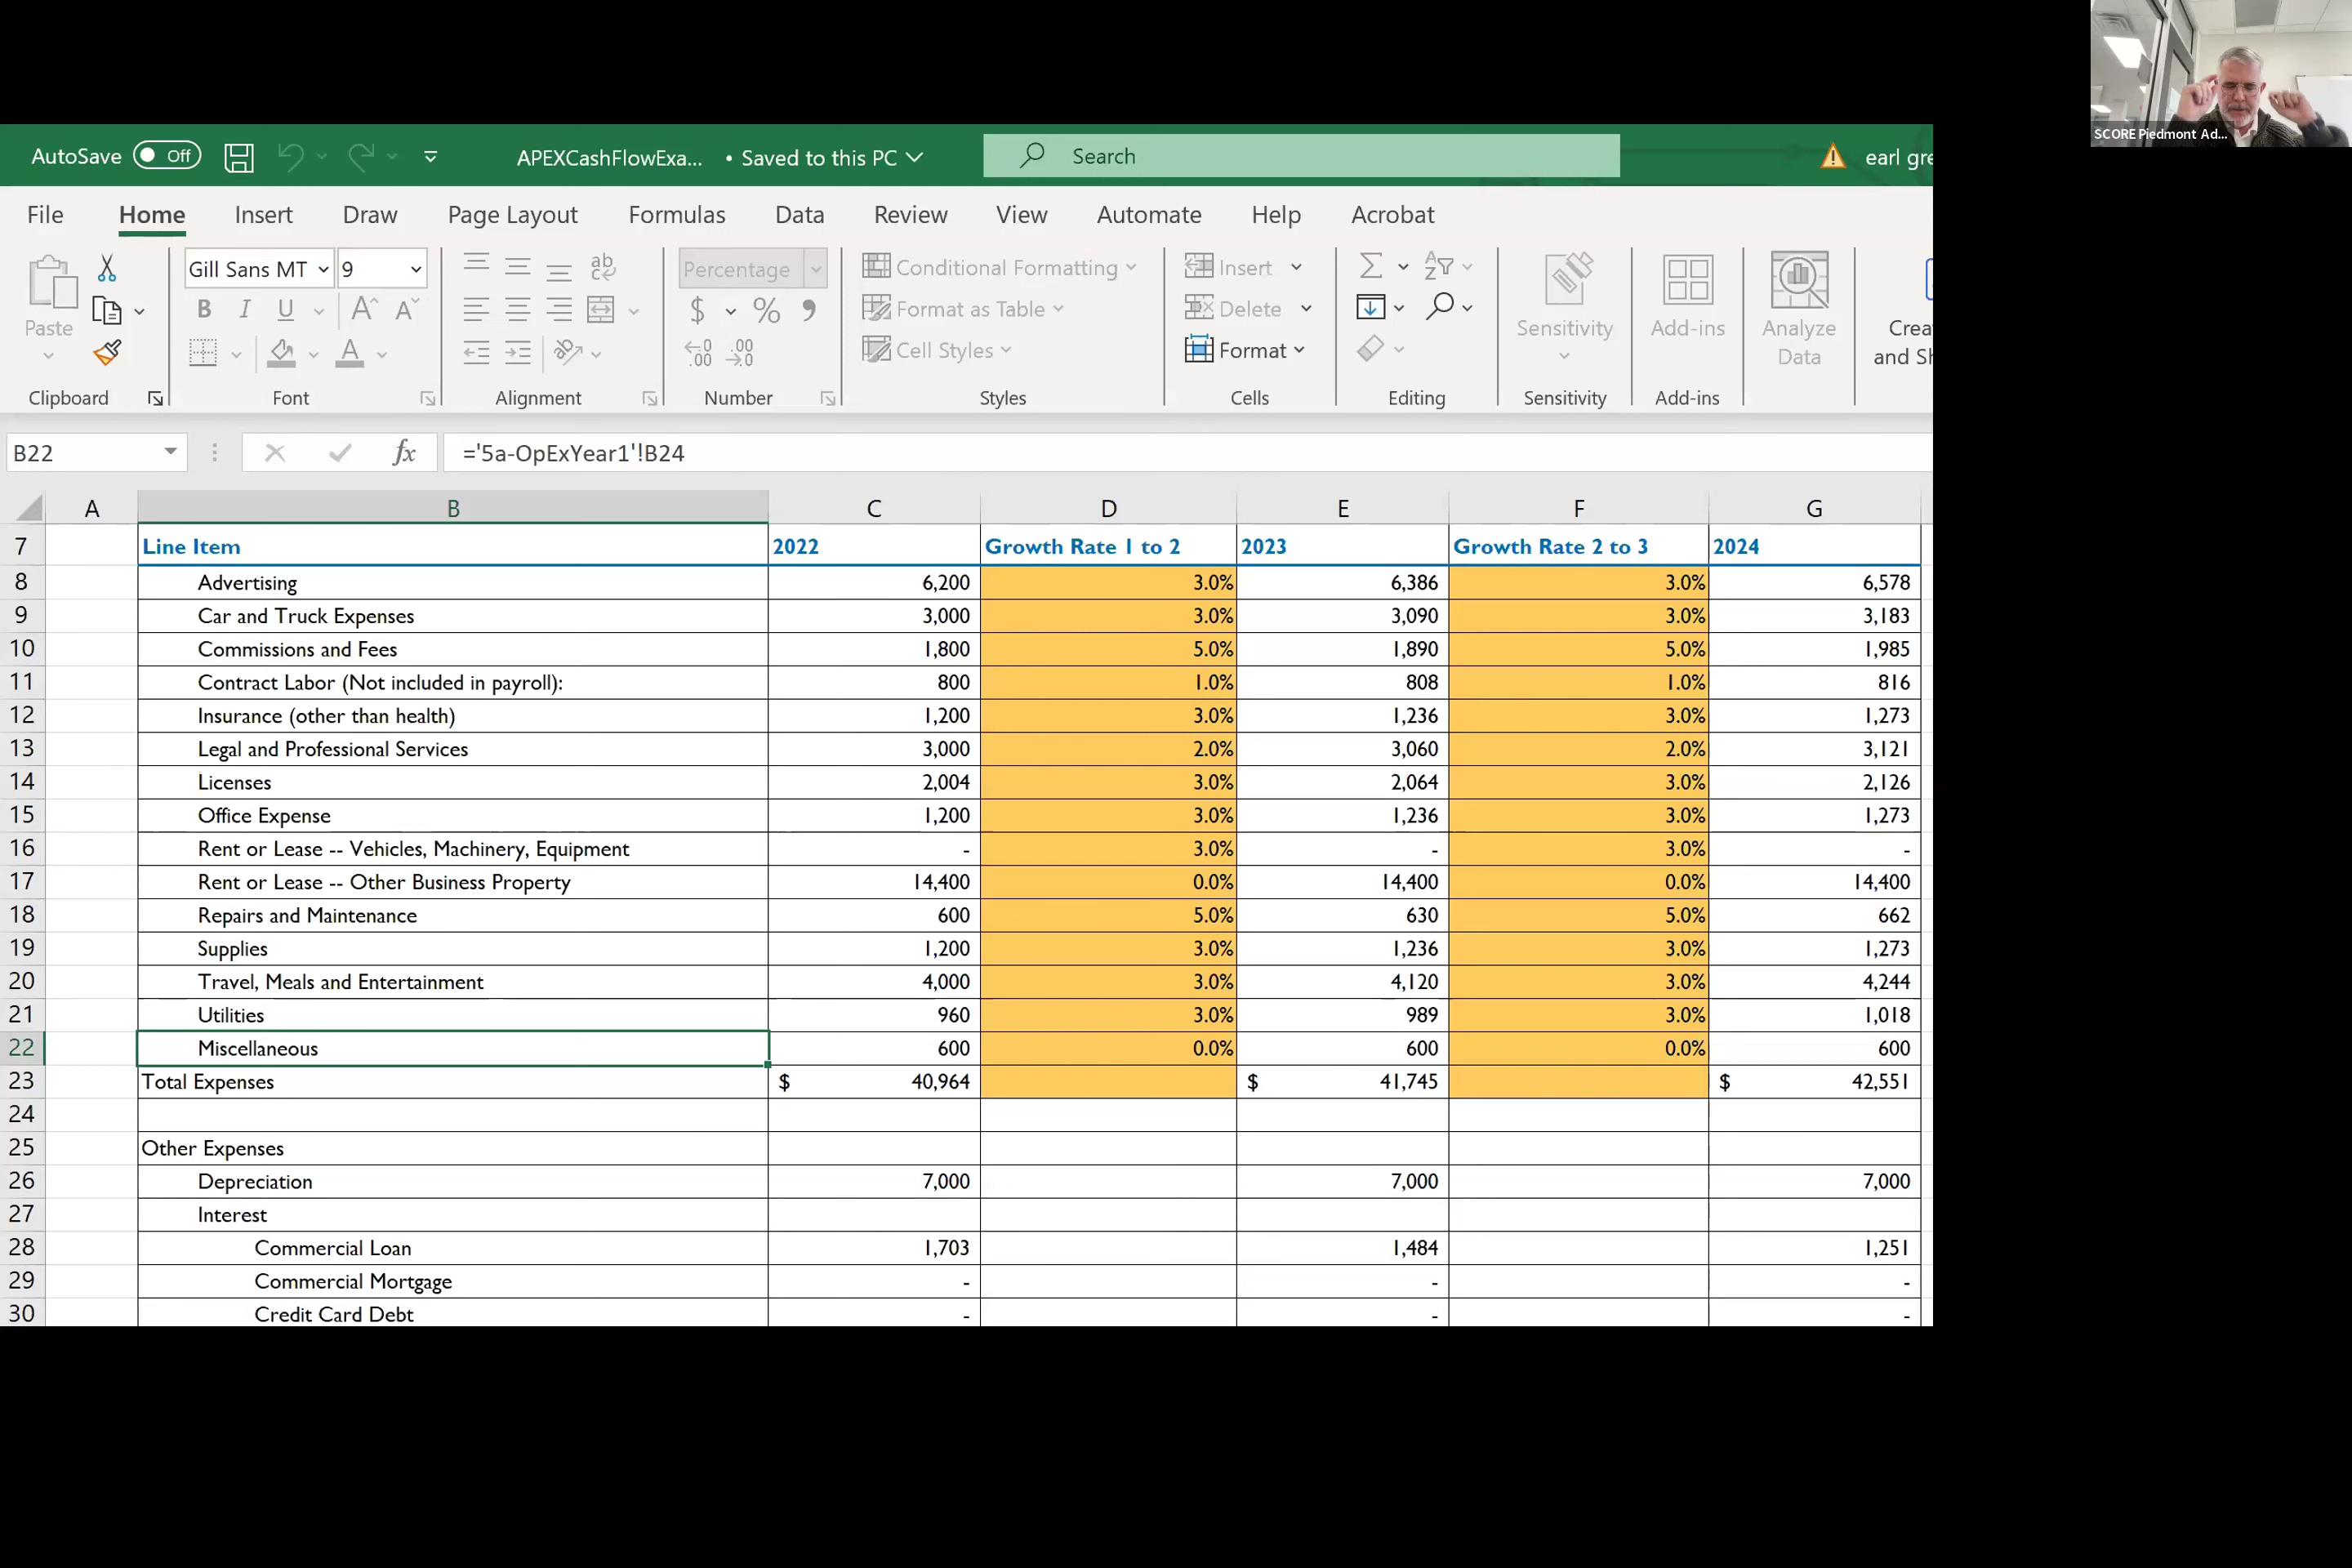 SCORE Piedmont Ad...
AutoSave Off APEXCashFlowExa... • Saved to this PC Search earl gre
File Home Insert Draw Page Layout Formulas Data Review View Automate Help Acrobat
Paste Gill Sans MT 9 Percentage Conditional Formatting Insert Sensitivity Add-ins Analyze Data Crea and Sh
B I U A A $ % Format as Table Delete
A Cell Styles Format
Clipboard Font Alignment Number Styles Cells Editing Sensitivity Add-ins
B22 fx ='5a-OpExYear1'!B24
A B C D E F G
7 Line Item 2022 Growth Rate 1 to 2 2023 Growth Rate 2 to 3 2024
8 Advertising 6,200 3.0% 6,386 3.0% 6,578
9 Car and Truck Expenses 3,000 3.0% 3,090 3.0% 3,183
10 Commissions and Fees 1,800 5.0% 1,890 5.0% 1,985
11 Contract Labor (Not included in payroll): 800 1.0% 808 1.0% 816
12 Insurance (other than health) 1,200 3.0% 1,236 3.0% 1,273
13 Legal and Professional Services 3,000 2.0% 3,060 2.0% 3,121
14 Licenses 2,004 3.0% 2,064 3.0% 2,126
15 Office Expense 1,200 3.0% 1,236 3.0% 1,273
16 Rent or Lease -- Vehicles, Machinery, Equipment - 3.0% - 3.0% -
17 Rent or Lease -- Other Business Property 14,400 0.0% 14,400 0.0% 14,400
18 Repairs and Maintenance 600 5.0% 630 5.0% 662
19 Supplies 1,200 3.0% 1,236 3.0% 1,273
20 Travel, Meals and Entertainment 4,000 3.0% 4,120 3.0% 4,244
21 Utilities 960 3.0% 989 3.0% 1,018
22 Miscellaneous 600 0.0% 600 0.0% 600
23 Total Expenses $ 40,964 $ 41,745 $ 42,551
24
25 Other Expenses
26 Depreciation 7,000 7,000 7,000
27 Interest
28 Commercial Loan 1,703 1,484 1,251
29 Commercial Mortgage - - -
30 Credit Card Debt - - -